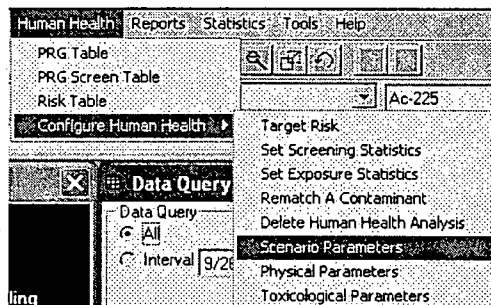 Human Health Reports Statistics Tools Help
PRG Table
PRG Screen Table
Risk Table
Configure Human Health
Ac-225
Target Risk
Set Screening Statistics
Set Exposure Statistics
Rematch A Contaminant
Delete Human Health Analysis
Scenario Parameters
Physical Parameters
Toxicological Parameters
Data Query
Data Query
All
Interval 9/28
ling